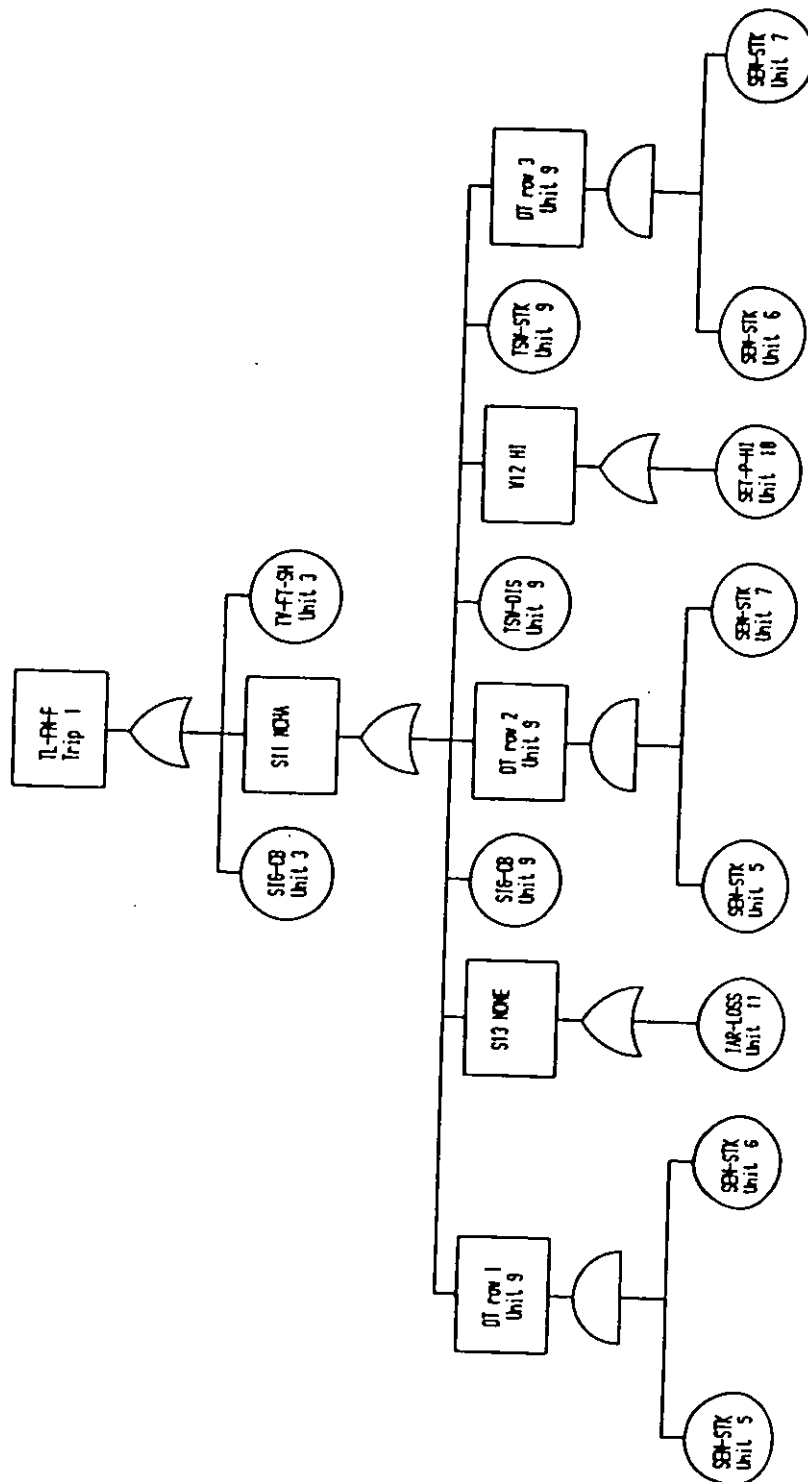 TL-FN-F
Trip 1
SIG-CB
Unit 3
S11 NCHA
TV-FT-SH
Unit 3
DT row 1
Unit 9
S13 NONE
SIG-CB
Unit 9
DT row 2
Unit 9
TSW-DIS
Unit 9
V12 HI
TSW-STK
Unit 9
DT row 3
Unit 9
SEN-STK
Unit 5
SEN-STK
Unit 6
IAR-LOSS
Unit 11
SEN-STK
Unit 5
SEN-STK
Unit 7
SET-P-HI
Unit 10
SEN-STK
Unit 6
SEN-STK
Unit 7